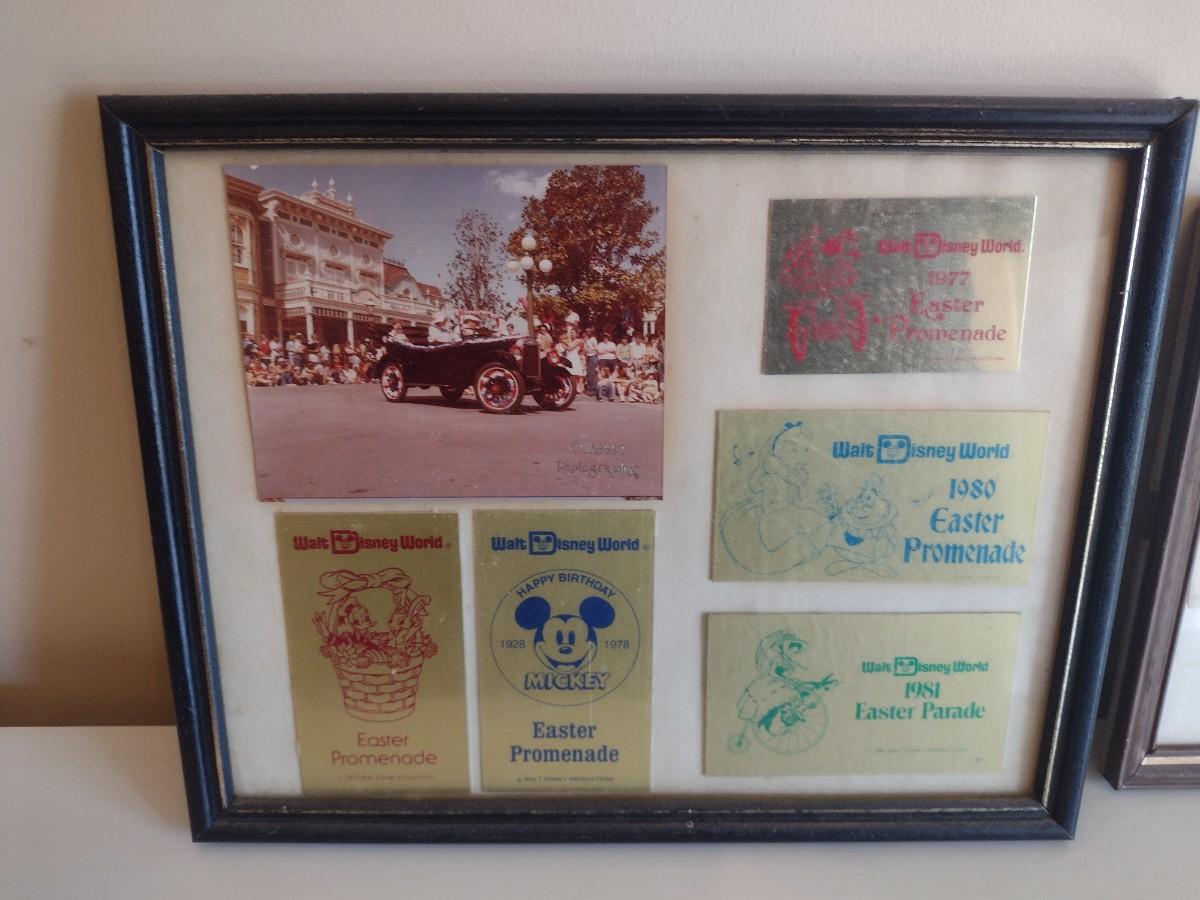 Classic
Photography
Walt Disney World.
1977
Easter
Promenade
Walt Disney World
1980
Easter
Promenade
Walt Disney World
1981
Easter Parade
Walt Disney World®
Easter
Promenade
Walt Disney World®
HAPPY BIRTHDAY
1928 1978
MICKEY
Easter
Promenade
© WALT DISNEY PRODUCTIONS